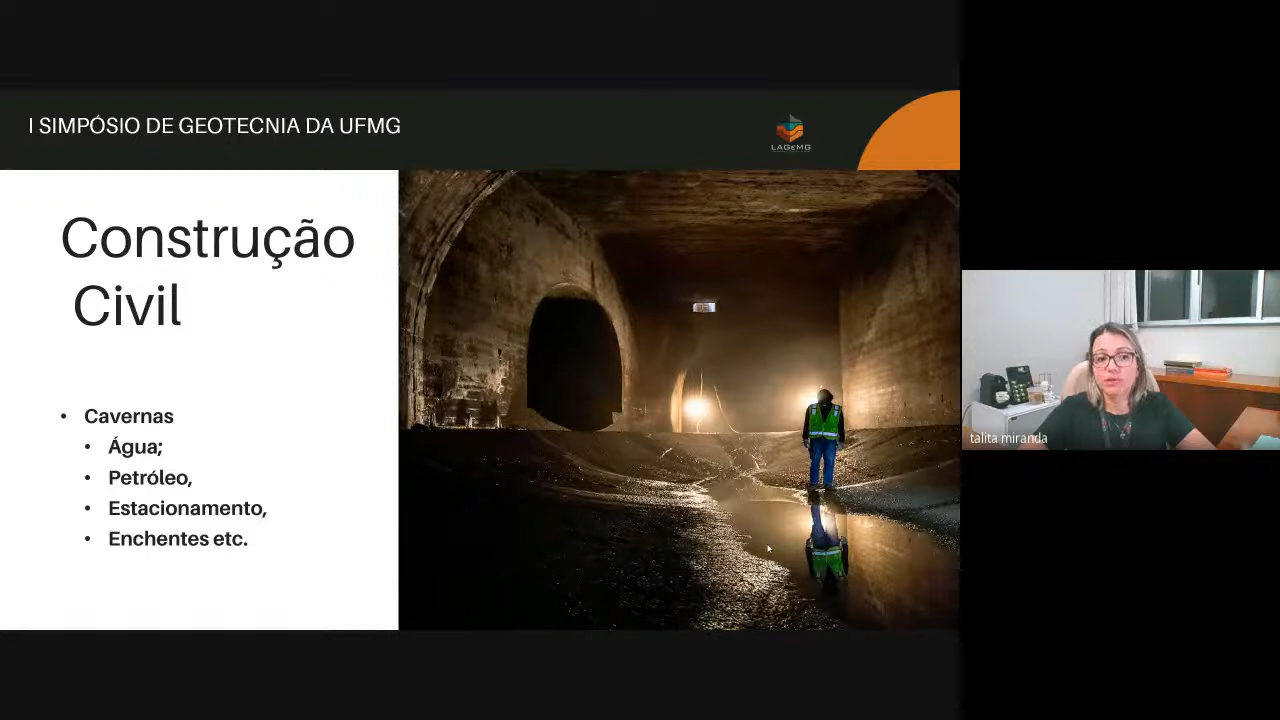 I SIMPÓSIO DE GEOTECNIA DA UFMG
LAGEMG
Construção
Civil
• Cavernas
• Água;
• Petróleo,
• Estacionamento,
• Enchentes etc.
talita miranda